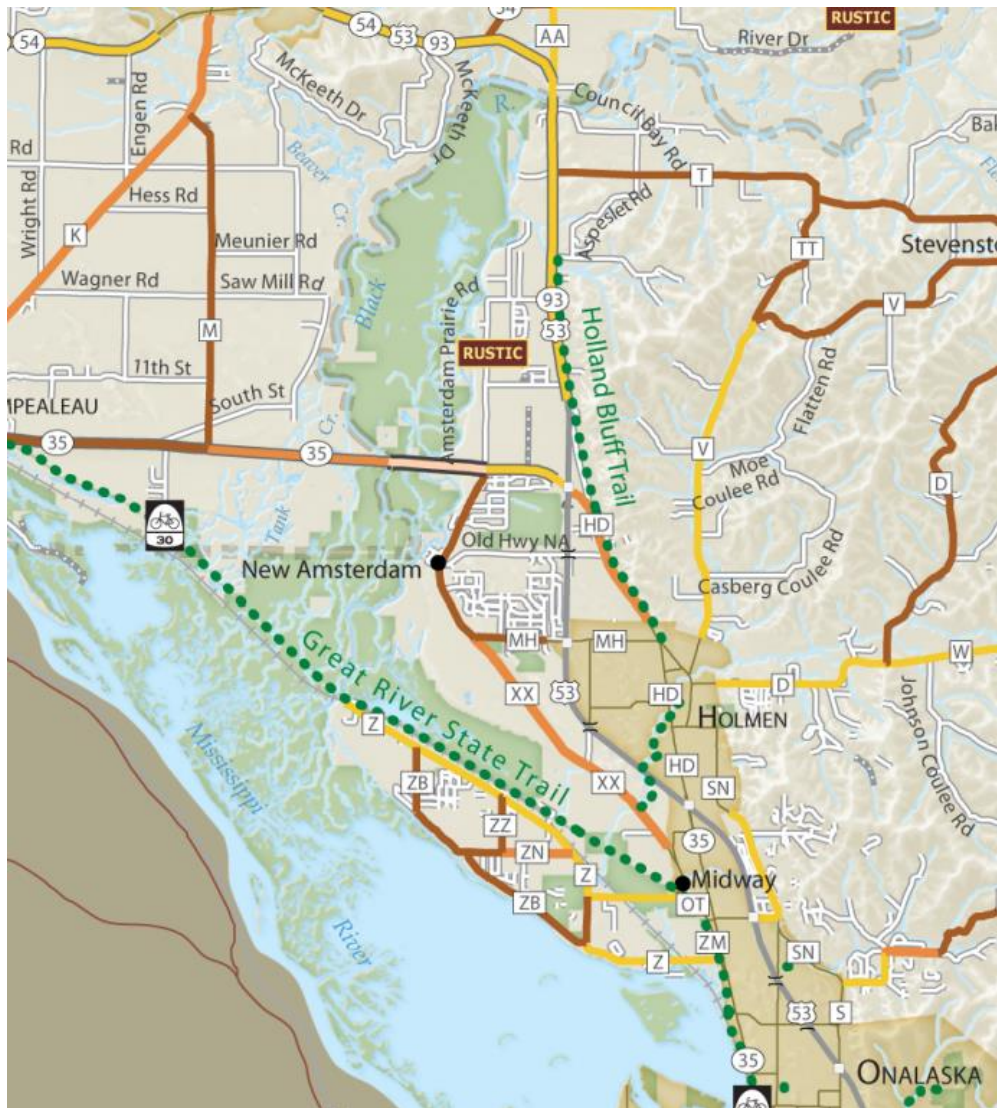 54
54
53
93
54
AA
RUSTIC
River Dr
McKeeth Dr
McKeeth Dr
R.
Council Bay Rd
Engen Rd
Rd
Wright Rd
Hess Rd
Beaver
Cr.
K
Meunier Rd
Wagner Rd
Saw Mill Rd
M
Black
Amsterdam Prairie Rd
RUSTIC
T
Aspeslet Rd
TT
Stevensto
V
93
53
Holland Bluff Trail
11th St
South St
MPEALEAU
35
35
Cr.
Tank
Flatten Rd
V
Moe
Coulee Rd
D
30
Old Hwy NA
HD
New Amsterdam
Casberg Coulee Rd
MH
MH
W
Great River State Trail
XX
53
HD
D
HOLMEN
Johnson Coulee Rd
Mississippi
River
Z
ZB
ZZ
XX
HD
SN
35
ZN
Z
Midway
ZB
OT
ZM
Z
SN
53
S
35
ONALASKA